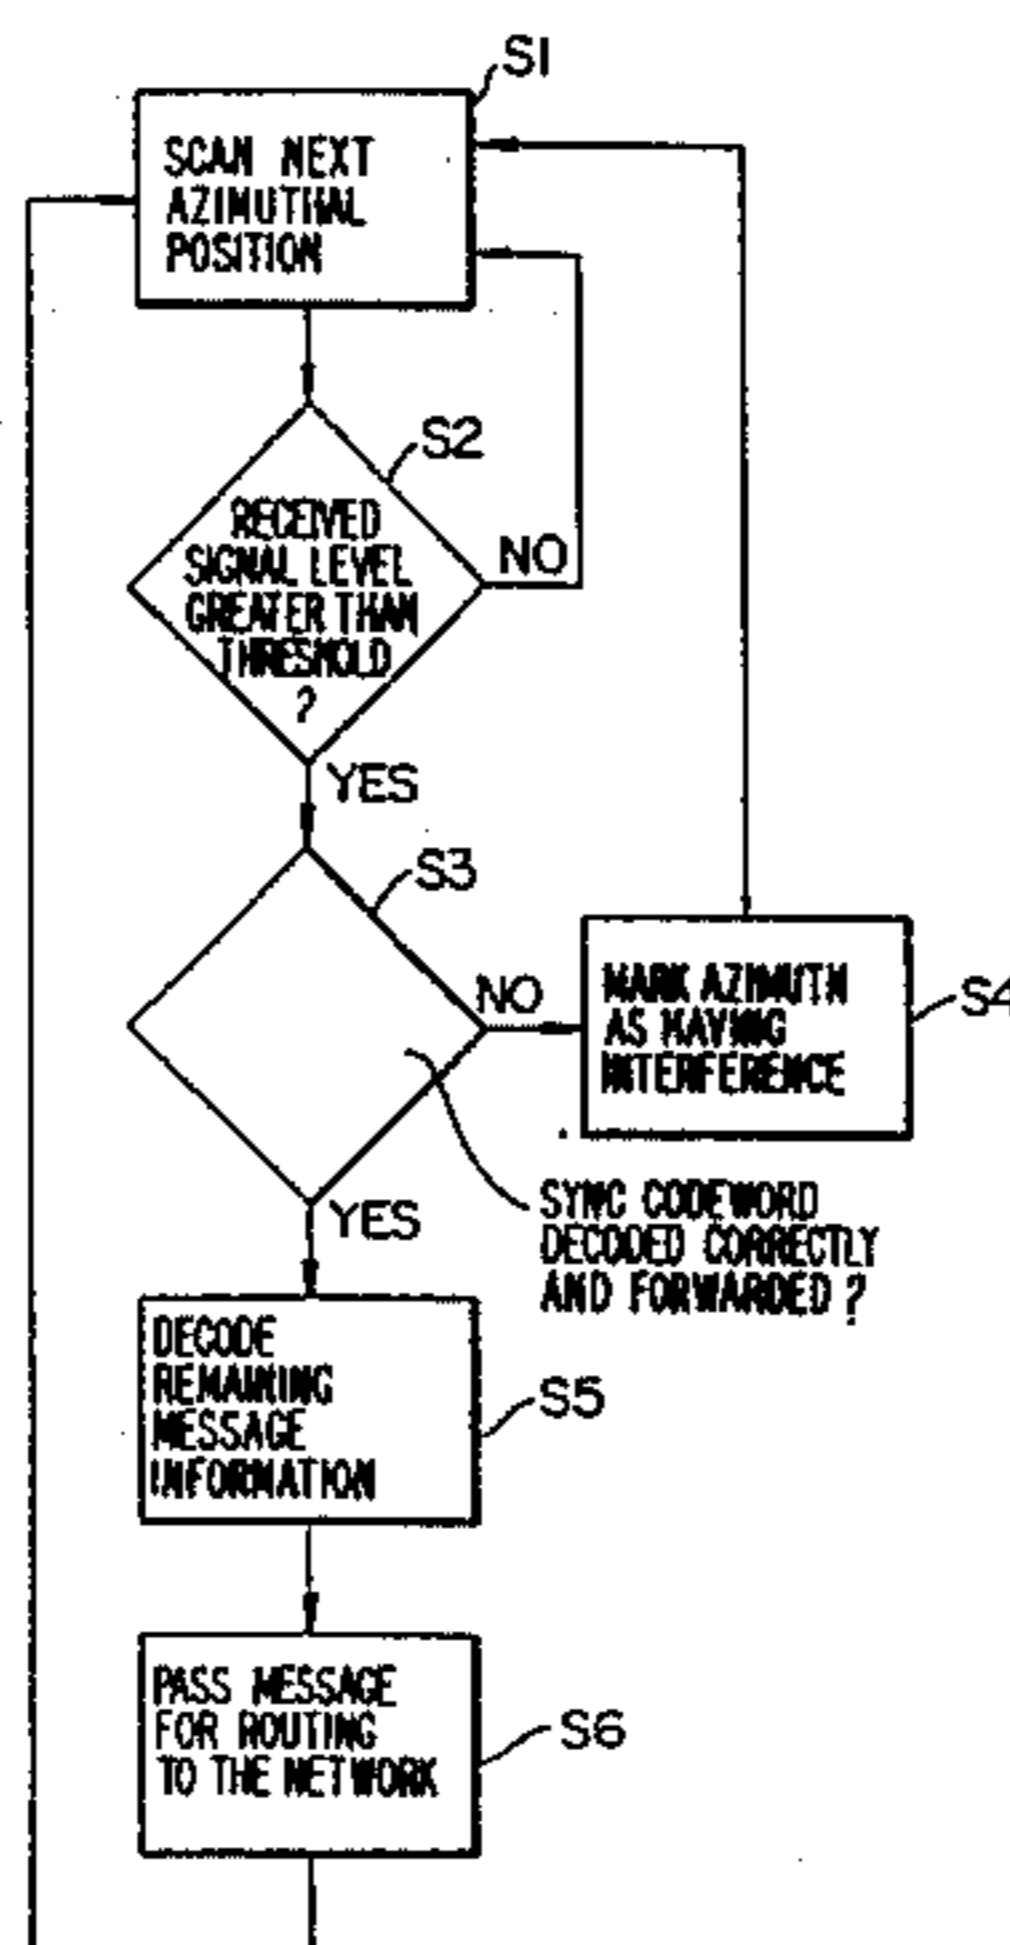 S1
SCAN NEXT
AZIMUTHAL
POSITION
S2
RECEIVED
SIGNAL LEVEL
GREATER THAN
THRESHOLD
?
NO
YES
S3
NO
MARK AZIMUTH
AS HAVING
INTERFERENCE
S4
YES
SYNC CODEWORD
DECODED CORRECTLY
AND FORWARDED ?
DECODE
REMAINING
MESSAGE
INFORMATION
S5
PASS MESSAGE
FOR ROUTING
TO THE NETWORK
S6